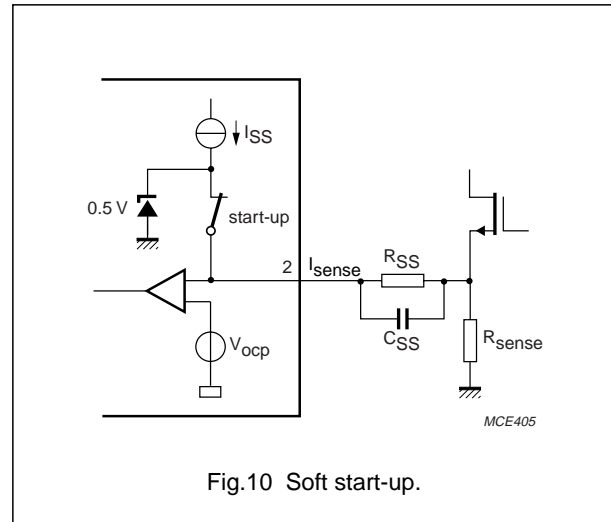 I_SS
0.5 V
start-up
2
I_sense
R_SS
C_SS
V_ocp
R_sense
MCE405
Fig.10 Soft start-up.